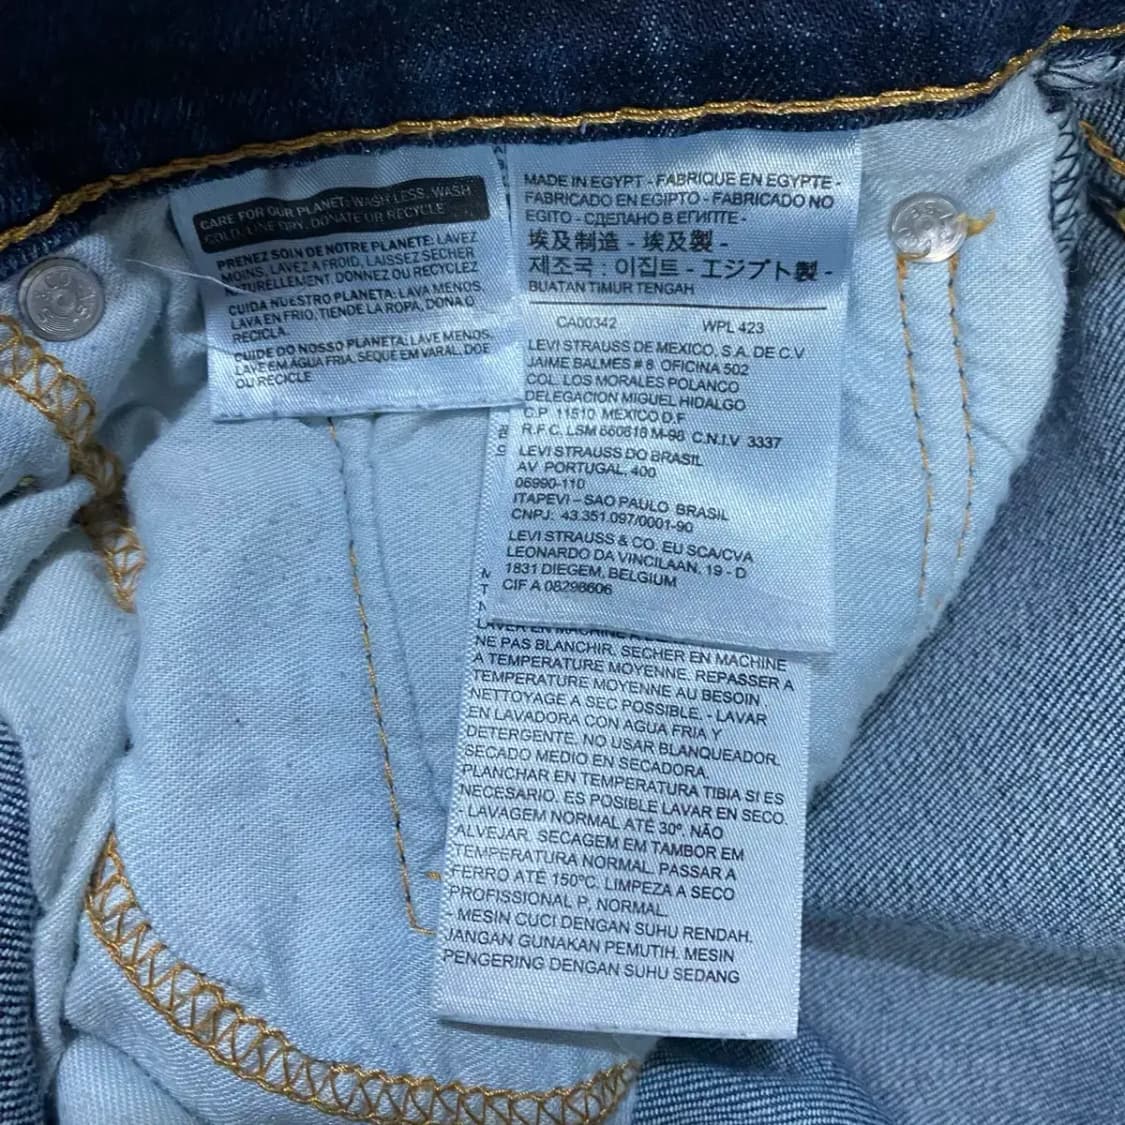 CARE FOR OUR PLANET: WASH LESS, WASH
COLD, LINE DRY, DONATE OR RECYCLE
PRENEZ SOIN DE NOTRE PLANETE: LAVEZ
MOINS, LAVEZ A FROID, LAISSEZ SECHER
NATURELLEMENT, DONNEZ OU RECYCLEZ
CUIDA NUESTRO PLANETA: LAVA MENOS,
LAVA EN FRIO, TIENDE LA ROPA, DONA O
RECICLA.
CUIDE DO NOSSO PLANETA: LAVE MENOS,
LAVE EM ÁGUA FRIA, SEQUE EM VARAL, DOE
OU RECICLE
MADE IN EGYPT - FABRIQUE EN EGYPTE -
FABRICADO EN EGIPTO - FABRICADO NO
EGITO - СДЕЛАНО В ЕГИПТЕ -
埃及制造 - 埃及製 -
제조국 : 이집트 - エジプト製 -
BUATAN TIMUR TENGAH
CA00342 WPL 423
LEVI STRAUSS DE MEXICO, S.A. DE C.V
JAIME BALMES # 8 OFICINA 502
COL. LOS MORALES POLANCO
DELEGACION MIGUEL HIDALGO
C.P. 11510 MEXICO D.F
R.F.C. LSM 660818 M-96 C.N.I.V 3337
LEVI STRAUSS DO BRASIL
AV PORTUGAL, 400
06990-110
ITAPEVI – SAO PAULO BRASIL
CNPJ: 43.351.097/0001-90
LEVI STRAUSS & CO. EU SCA/CVA
LEONARDO DA VINCILAAN, 19 - D
1831 DIEGEM, BELGIUM
CIF A 08298606
LAVER EN MACHINE A
NE PAS BLANCHIR. SECHER EN MACHINE
A TEMPERATURE MOYENNE. REPASSER A
TEMPERATURE MOYENNE AU BESOIN
NETTOYAGE A SEC POSSIBLE. - LAVAR
EN LAVADORA CON AGUA FRIA Y
DETERGENTE. NO USAR BLANQUEADOR.
SECADO MEDIO EN SECADORA.
PLANCHAR EN TEMPERATURA TIBIA SI ES
NECESARIO. ES POSIBLE LAVAR EN SECO.
- LAVAGEM NORMAL ATÉ 30º. NÃO
ALVEJAR. SECAGEM EM TAMBOR EM
TEMPERATURA NORMAL. PASSAR A
FERRO ATÉ 150ºC. LIMPEZA A SECO
PROFISSIONAL P, NORMAL.
- MESIN CUCI DENGAN SUHU RENDAH.
JANGAN GUNAKAN PEMUTIH. MESIN
PENGERING DENGAN SUHU SEDANG